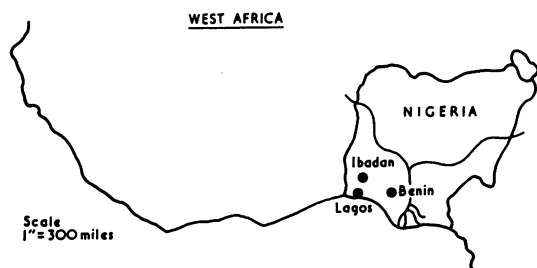 WEST AFRICA
NIGERIA
Ibadan
Benin
Lagos
Scale
1"=300 miles